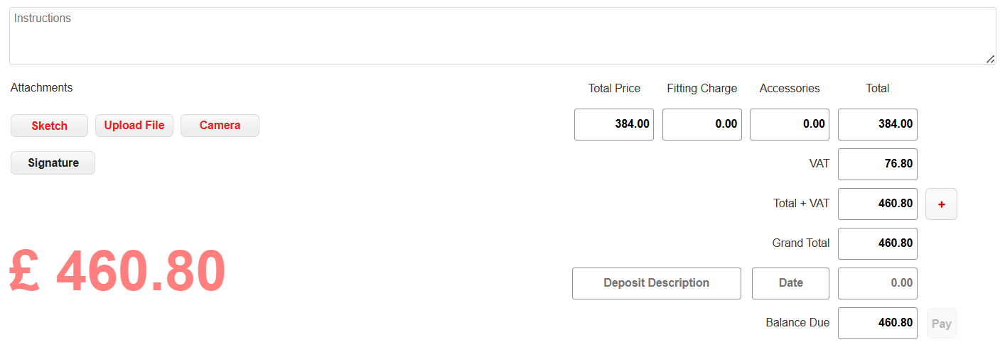 Instructions
Attachments
Total Price Fitting Charge Accessories Total
Sketch Upload File Camera
384.00 0.00 0.00 384.00
Signature
VAT 76.80
Total + VAT 460.80 +
Grand Total 460.80
£ 460.80
Deposit Description Date 0.00
Balance Due 460.80 Pay